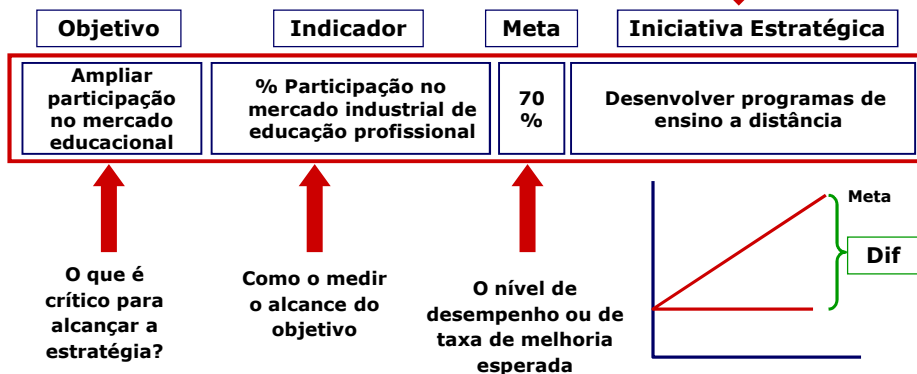 Objetivo
Indicador
Meta
Iniciativa Estratégica
Ampliar
participação
no mercado
educacional
% Participação no
mercado industrial de
educação profissional
70
%
Desenvolver programas de
ensino a distância
O que é
crítico para
alcançar a
estratégia?
Como o medir
o alcance do
objetivo
O nível de
desempenho ou de
taxa de melhoria
esperada
Meta
Dif